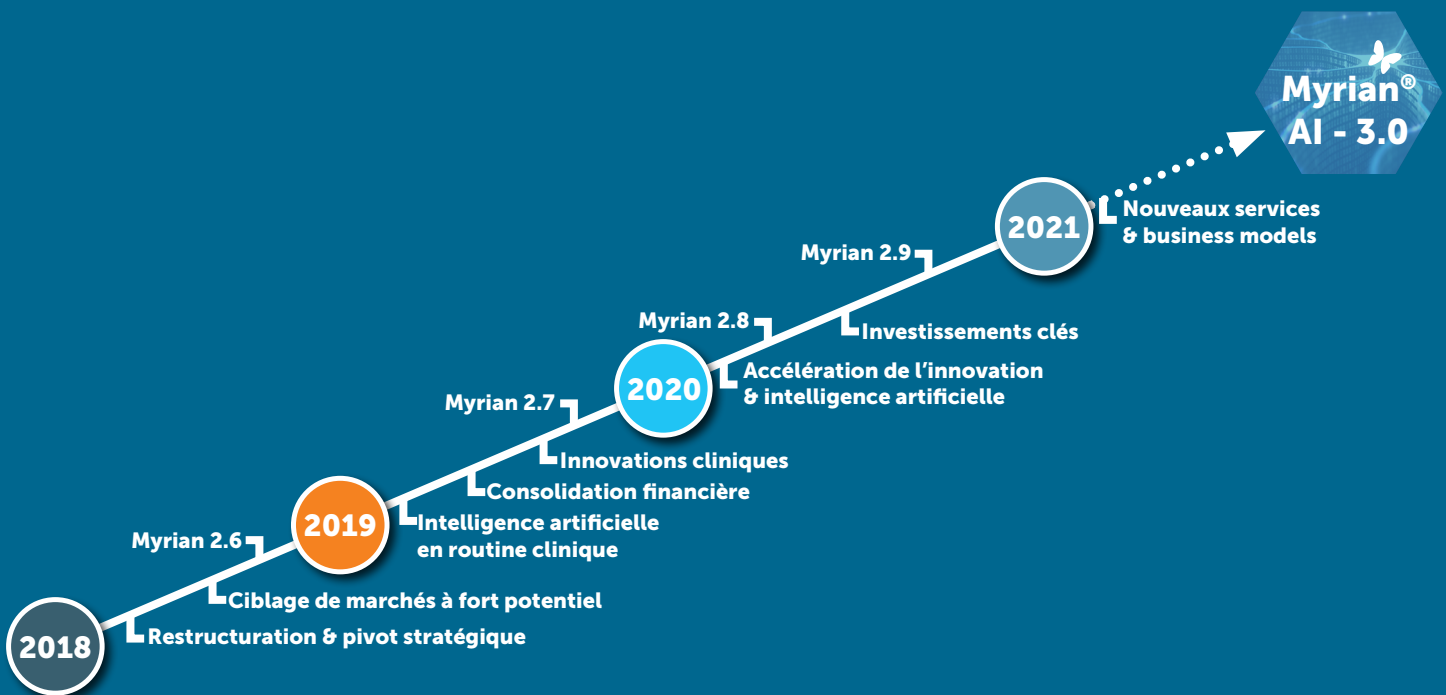 Myrian®
AI - 3.0
2021
Nouveaux services
& business models
Myrian 2.9
Myrian 2.8
Investissements clés
2020
Accélération de l’innovation
& intelligence artificielle
Myrian 2.7
Innovations cliniques
Consolidation financière
2019
Intelligence artificielle
en routine clinique
Myrian 2.6
Ciblage de marchés à fort potentiel
2018
Restructuration & pivot stratégique